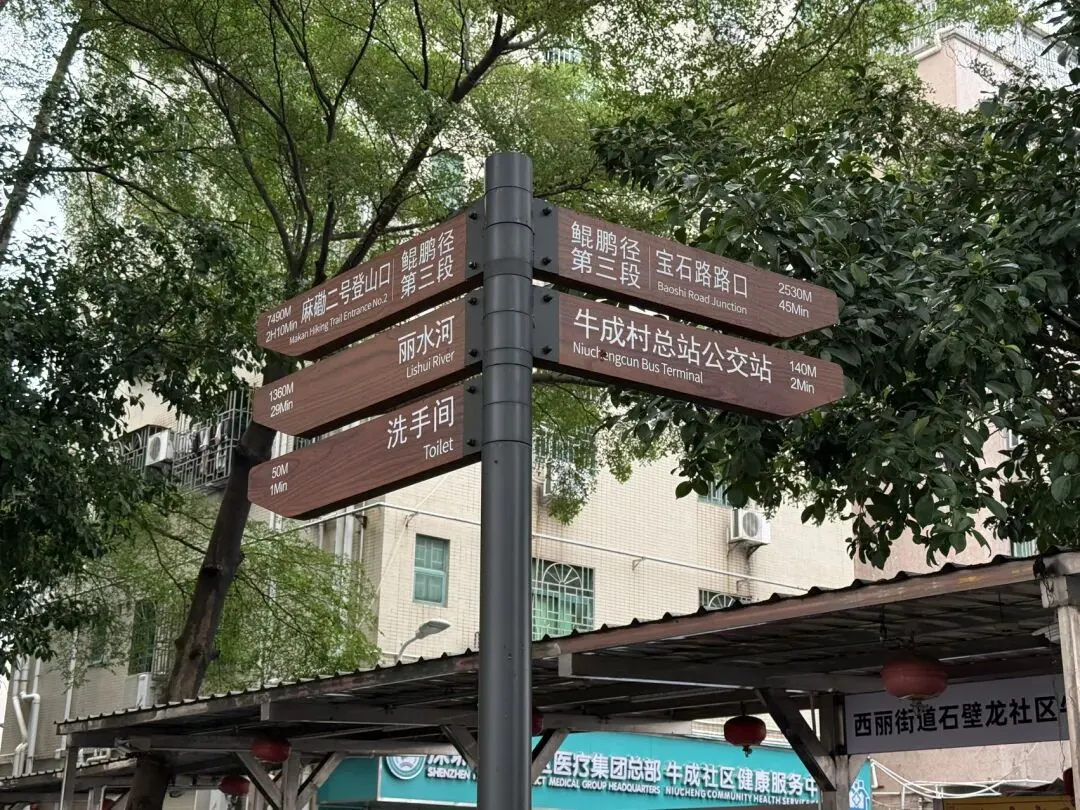 麻磡二号登山口
Makan Hiking Trail Entrance No.2
7490M
2H10Min
鲲鹏径
第三段
丽水河
Lishui River
1360M
29Min
洗手间
Toilet
50M
1Min
鲲鹏径
第三段
宝石路路口
Baoshi Road Junction
2530M
45Min
牛成村总站公交站
Niuchengcun Bus Terminal
140M
2Min
西丽街道石壁龙社区
医疗集团总部 牛成社区健康服务中
SHENZHEN
MEDICAL GROUP HEADQUARTERS NIUCHENG COMMUNITY HEALTH SERVICE